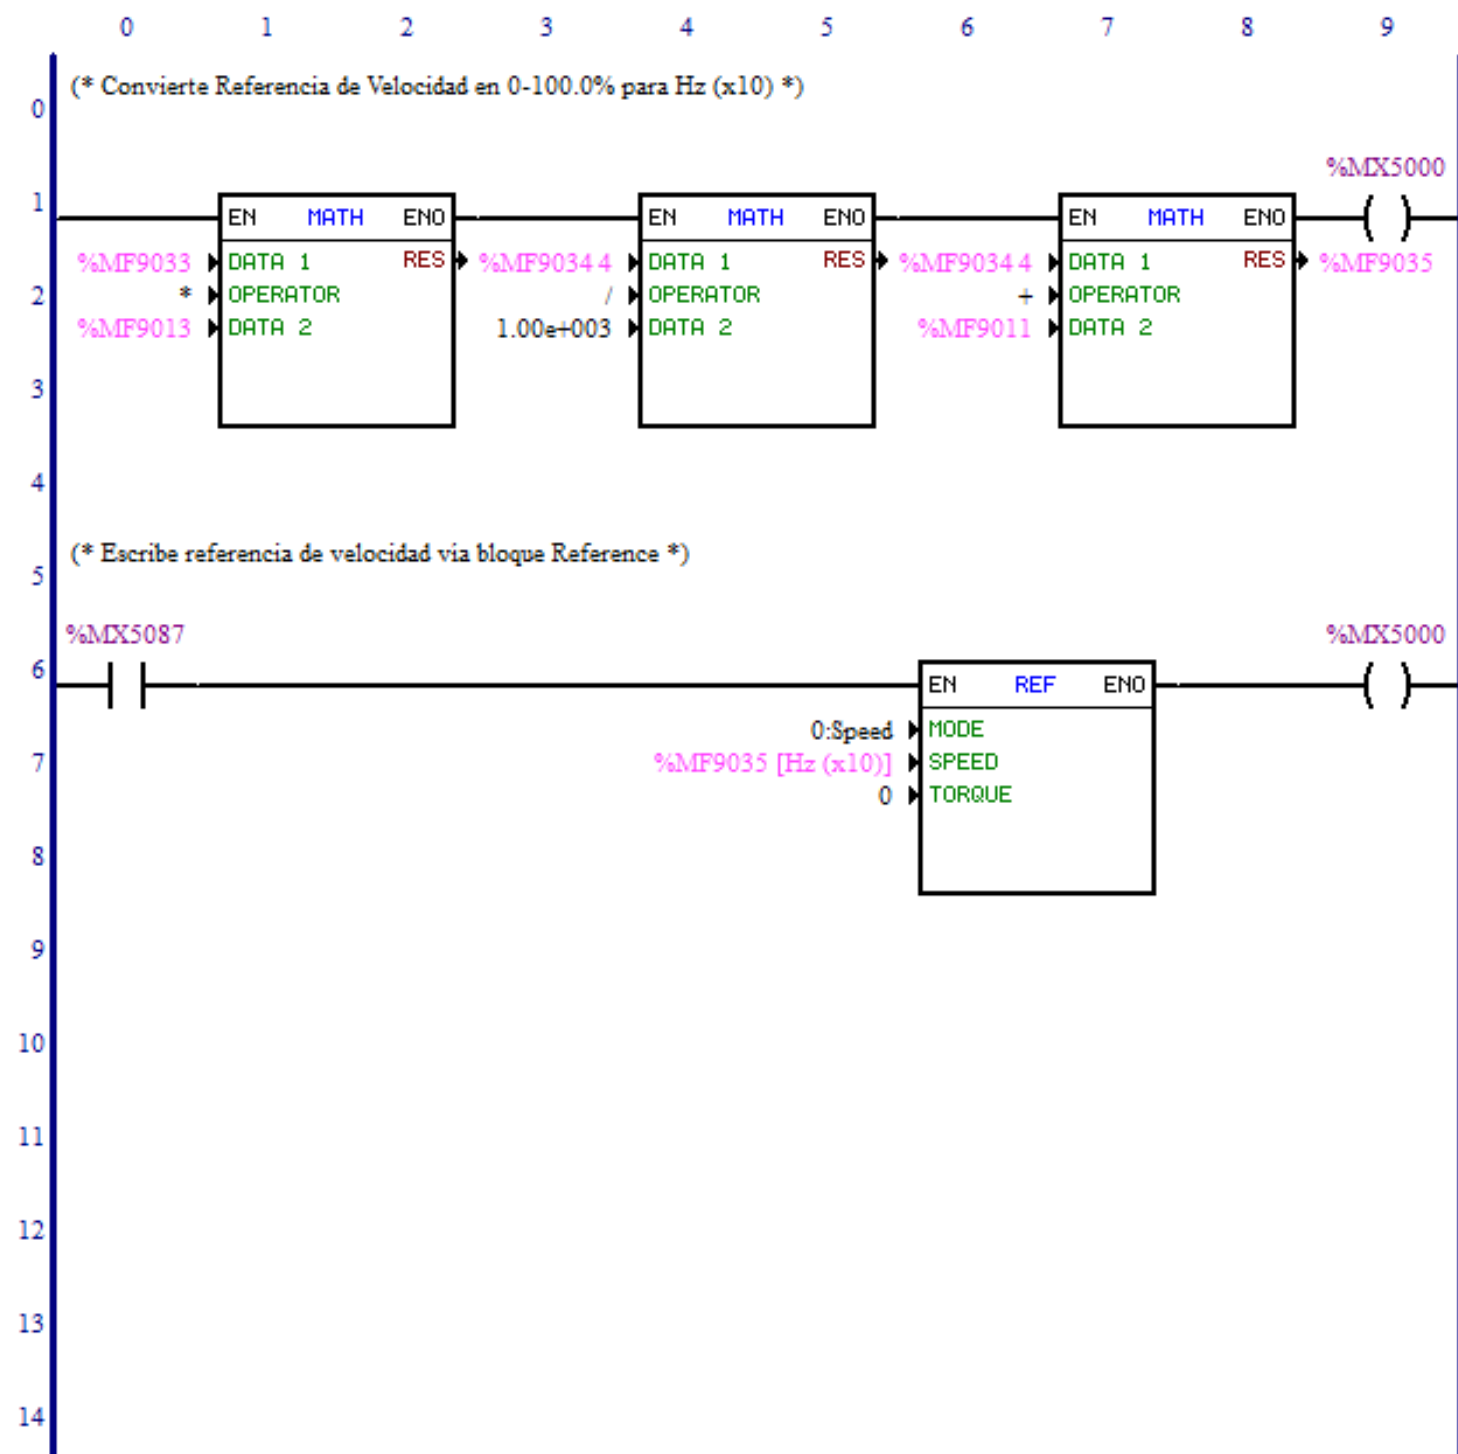 0 1 2 3 4 5 6 7 8 9
(* Convierte Referencia de Velocidad en 0-100.0% para Hz (x10) *)
0
%MX5000
1
EN MATH ENO EN MATH ENO EN MATH ENO ( )
%MF9033 DATA 1 RES %MF9034 4 DATA 1 RES %MF9034 4 DATA 1 RES %MF9035
2
* OPERATOR / OPERATOR + OPERATOR
%MF9013 DATA 2 1.00e+003 DATA 2 %MF9011 DATA 2
3
4
(* Escribe referencia de velocidad via bloque Reference *)
5
%MX5087 %MX5000
6
EN REF ENO ( )
0:Speed MODE
7
%MF9035 [Hz (x10)] SPEED
0 TORQUE
8
9
10
11
12
13
14